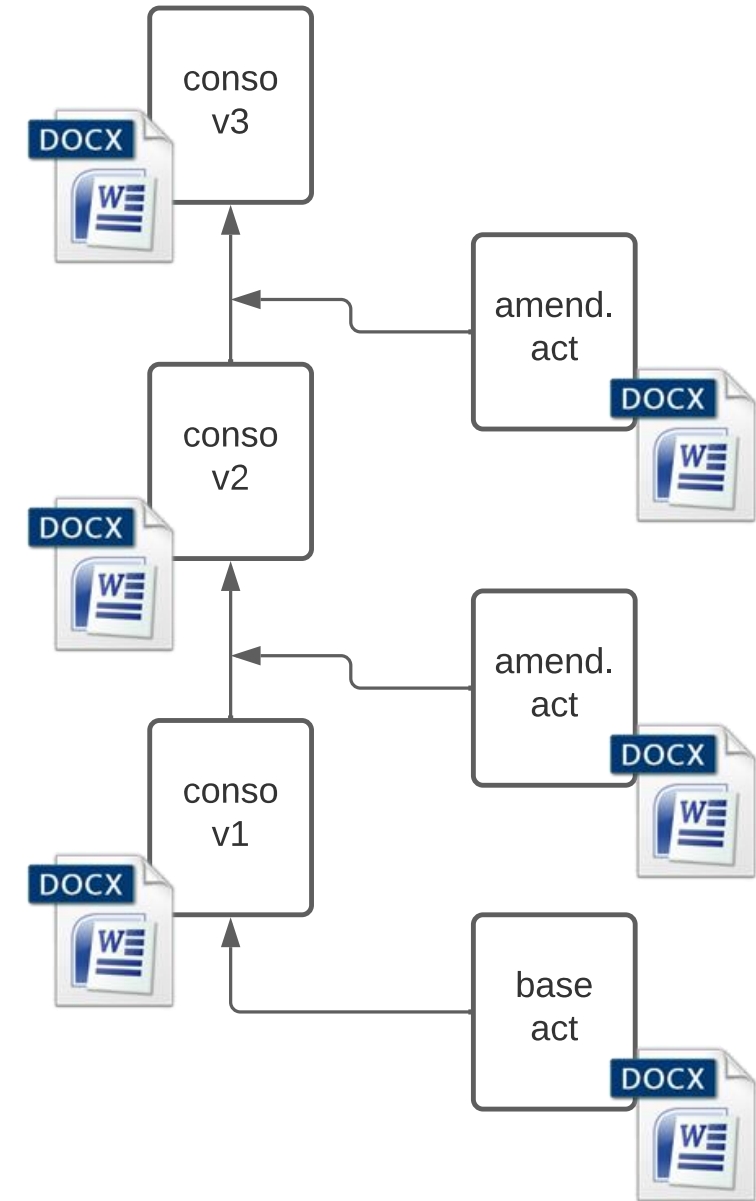 conso
v3
DOCX
W
amend.
act
DOCX
W
conso
v2
DOCX
W
amend.
act
DOCX
W
conso
v1
DOCX
W
base
act
DOCX
W